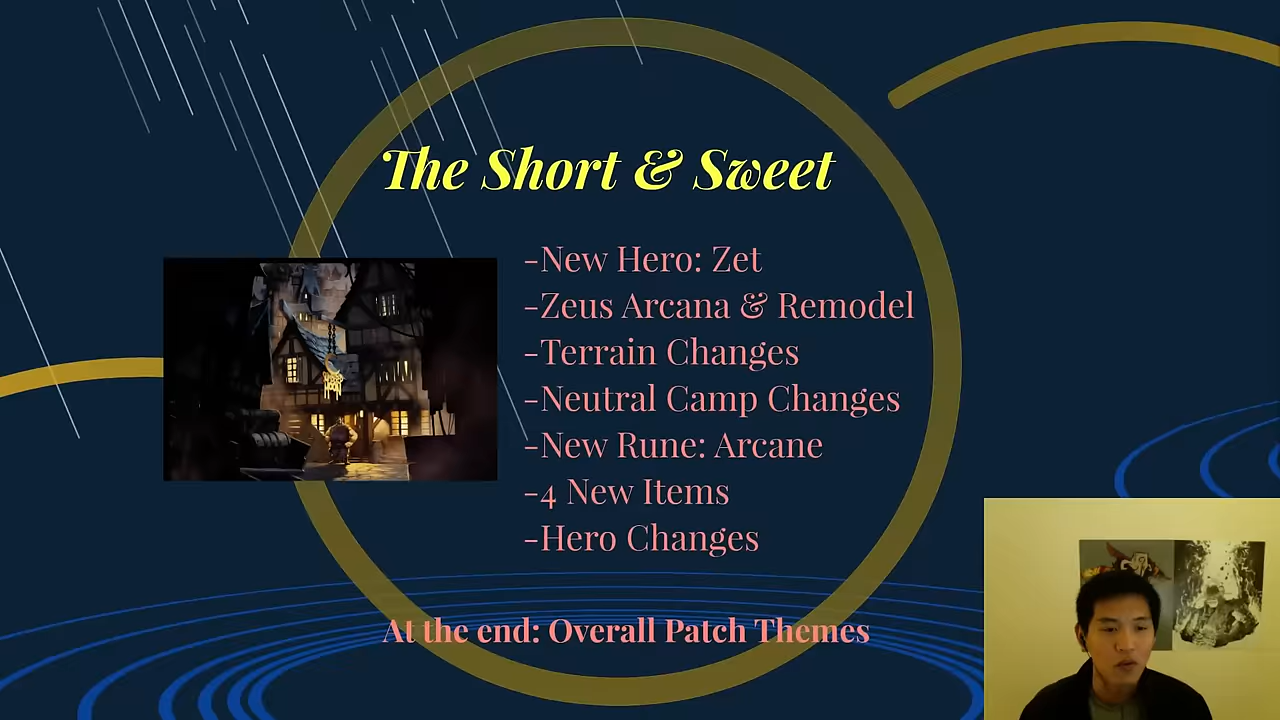 The Short & Sweet
-New Hero: Zet
-Zeus Arcana & Remodel
-Terrain Changes
-Neutral Camp Changes
-New Rune: Arcane
-4 New Items
-Hero Changes
At the end: Overall Patch Themes